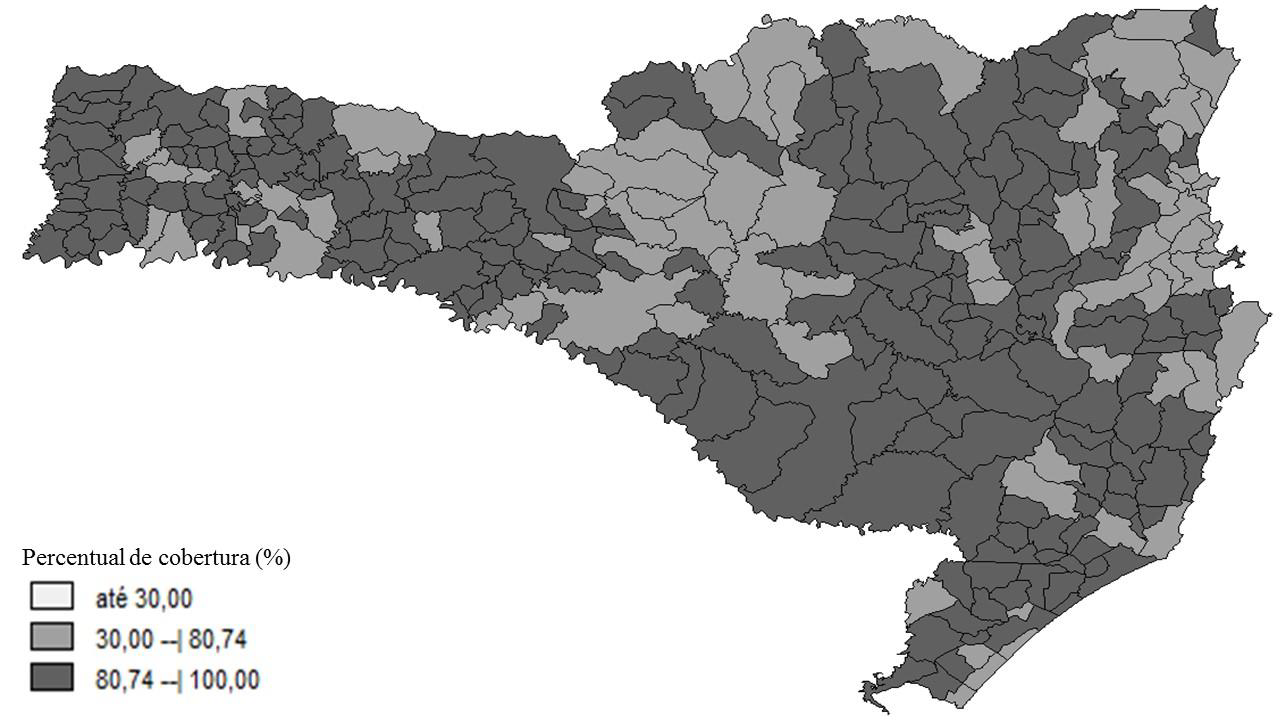 Percentual de cobertura (%)
até 30,00
30,00 --| 80,74
80,74 --| 100,00